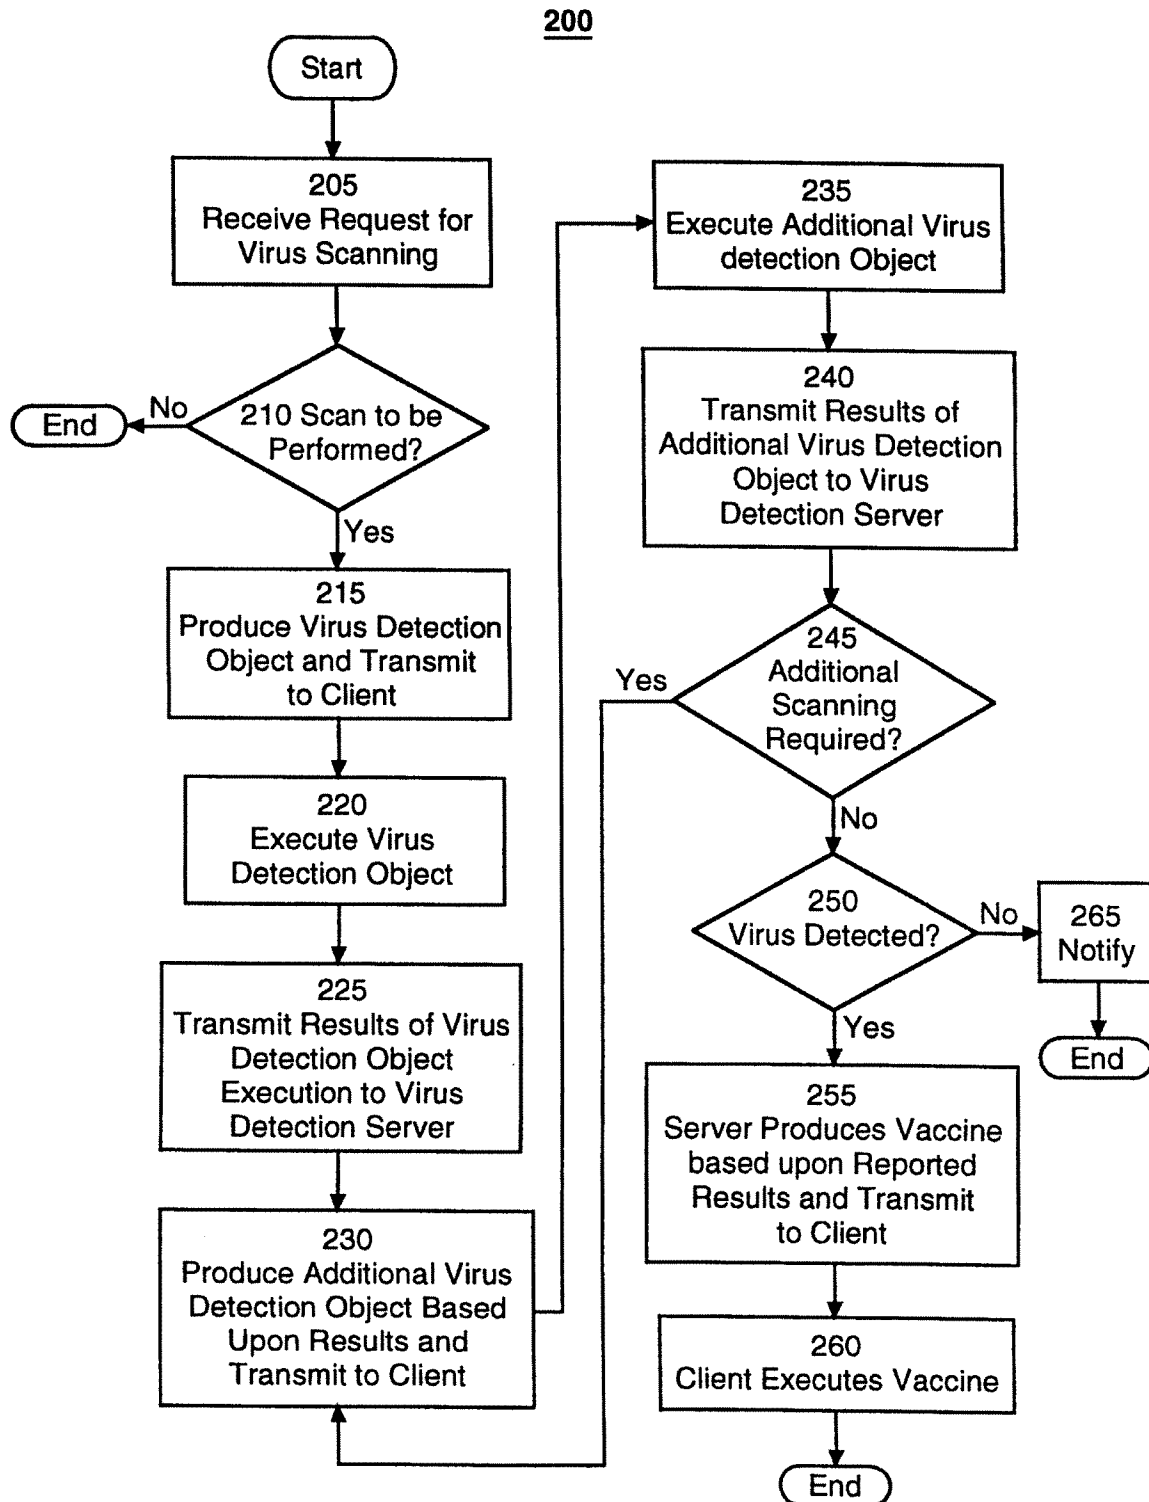 200
Start
205
Receive Request for
Virus Scanning
210 Scan to be
Performed?
No
End
Yes
215
Produce Virus Detection
Object and Transmit
to Client
220
Execute Virus
Detection Object
225
Transmit Results of Virus
Detection Object
Execution to Virus
Detection Server
230
Produce Additional Virus
Detection Object Based
Upon Results and
Transmit to Client
235
Execute Additional Virus
detection Object
240
Transmit Results of
Additional Virus Detection
Object to Virus
Detection Server
245
Additional
Scanning
Required?
Yes
No
250
Virus Detected?
No
265
Notify
End
Yes
255
Server Produces Vaccine
based upon Reported
Results and Transmit
to Client
260
Client Executes Vaccine
End